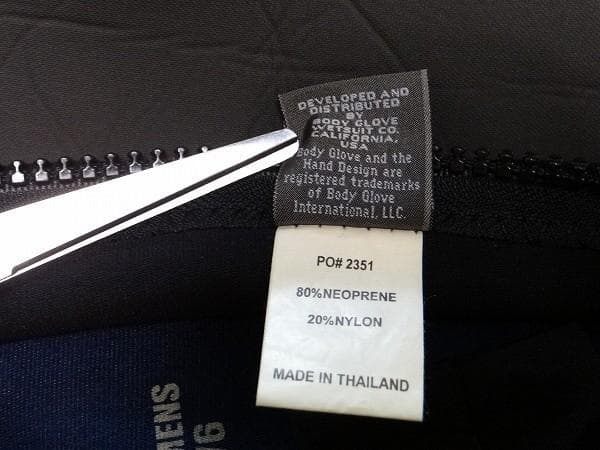 DEVELOPED AND
DISTRIBUTED
BY
BODY GLOVE
WETSUIT CO.
CALIFORNIA,
USA
Body Glove and the
Hand Design are
registered trademarks
of Body Glove
International, LLC.
PO# 2351
80%NEOPRENE
20%NYLON
MADE IN THAILAND
MENS